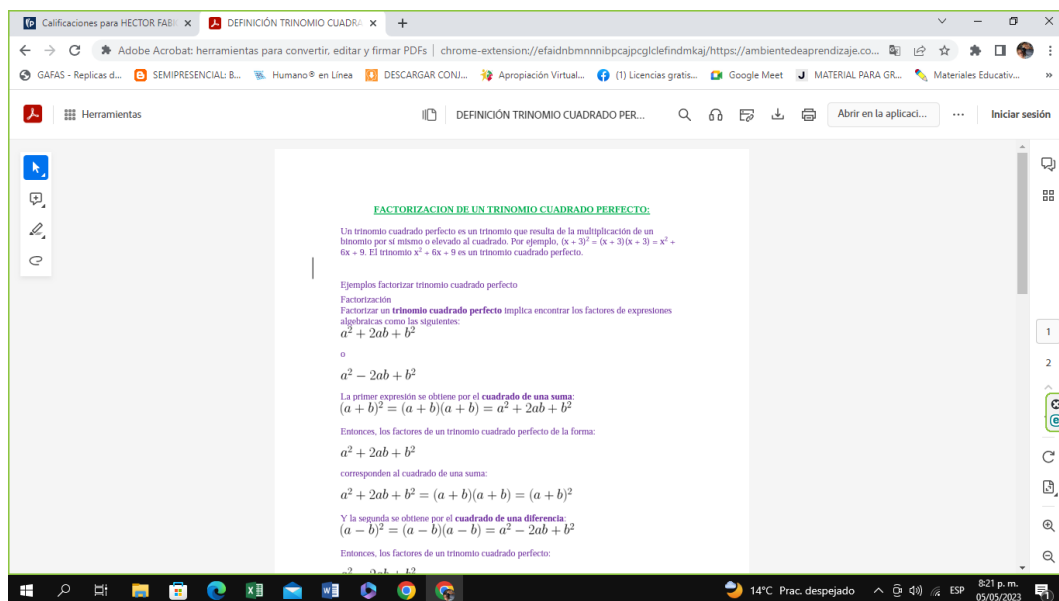 Calificaciones para HECTOR FABI
DEFINICIÓN TRINOMIO CUADRA
Adobe Acrobat: herramientas para convertir, editar y firmar PDFs | chrome-extension://efaidnbmnnnibpcajpcglclefindmkaj/https://ambientedeaprendizaje.co...
GAFAS - Replicas d... SEMIPRESENCIAL: B... Humano® en Línea DESCARGAR CONJ... Apropiación Virtual... (1) Licencias gratis... Google Meet MATERIAL PARA GR... Materiales Educativ... »
Herramientas DEFINICIÓN TRINOMIO CUADRADO PER... Abrir en la aplicaci... ... Iniciar sesión
FACTORIZACION DE UN TRINOMIO CUADRADO PERFECTO:
Un trinomio cuadrado perfecto es un trinomio que resulta de la multiplicación de un
binomio por sí mismo o elevado al cuadrado. Por ejemplo, (x + 3)² = (x + 3)(x + 3) = x² +
6x + 9. El trinomio x² + 6x + 9 es un trinomio cuadrado perfecto.
Ejemplos factorizar trinomio cuadrado perfecto
Factorización
Factorizar un trinomio cuadrado perfecto implica encontrar los factores de expresiones
algebraicas como las siguientes:
a² + 2ab + b²
o
a² − 2ab + b²
La primer expresión se obtiene por el cuadrado de una suma:
(a + b)² = (a + b)(a + b) = a² + 2ab + b²
Entonces, los factores de un trinomio cuadrado perfecto de la forma:
a² + 2ab + b²
corresponden al cuadrado de una suma:
a² + 2ab + b² = (a + b)(a + b) = (a + b)²
Y la segunda se obtiene por el cuadrado de una diferencia:
(a − b)² = (a − b)(a − b) = a² − 2ab + b²
Entonces, los factores de un trinomio cuadrado perfecto:
1
2
14°C Prac. despejado ESP
8:21 p. m.
05/05/2023